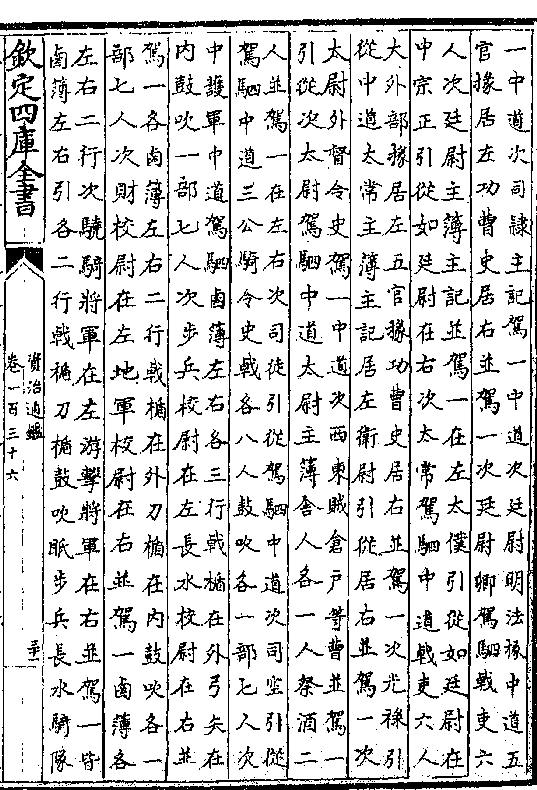 一中道次司隸主記駕一中道次廷尉明法掾中道五
官掾居左功曹史居右並駕一次廷尉卿駕駟戟吏六
人次廷尉主簿主記並駕一在左太僕引從如廷尉在
中宗正引從如廷尉在右次太常駕駟中道戟吏六人
大外部掾居左五官掾功曹史居右並駕一次光祿引
從中道太常主簿主記居左衛尉引從居右並駕一次
太尉外督令史駕一中道次西東賊倉戶等曹並駕一
引從次太尉駕駟中道太尉主簿舍人各一人祭酒二
人並駕一在左右次司徒引從駕駟中道次司空引從
駕駟中道三公騎令史戟各八人鼓吹各一部七人次
中護軍中道駕駟鹵薄左右各三行戟楯在外弓矢在
內鼓吹一部七人次步兵校尉在左長水校尉在右並
駕一各鹵薄左右二行戟楯在外刀楯在內鼓吹各一
部七人次財校尉在左地軍校尉在右並駕一鹵薄各
左右二行次驍騎將軍在左游擊將軍在右並駕一皆
鹵薄左右引各二行戟楯刀楯鼓吹眠步兵長水騎隊
欽定四庫全書
資治通鑑
卷一百三十六